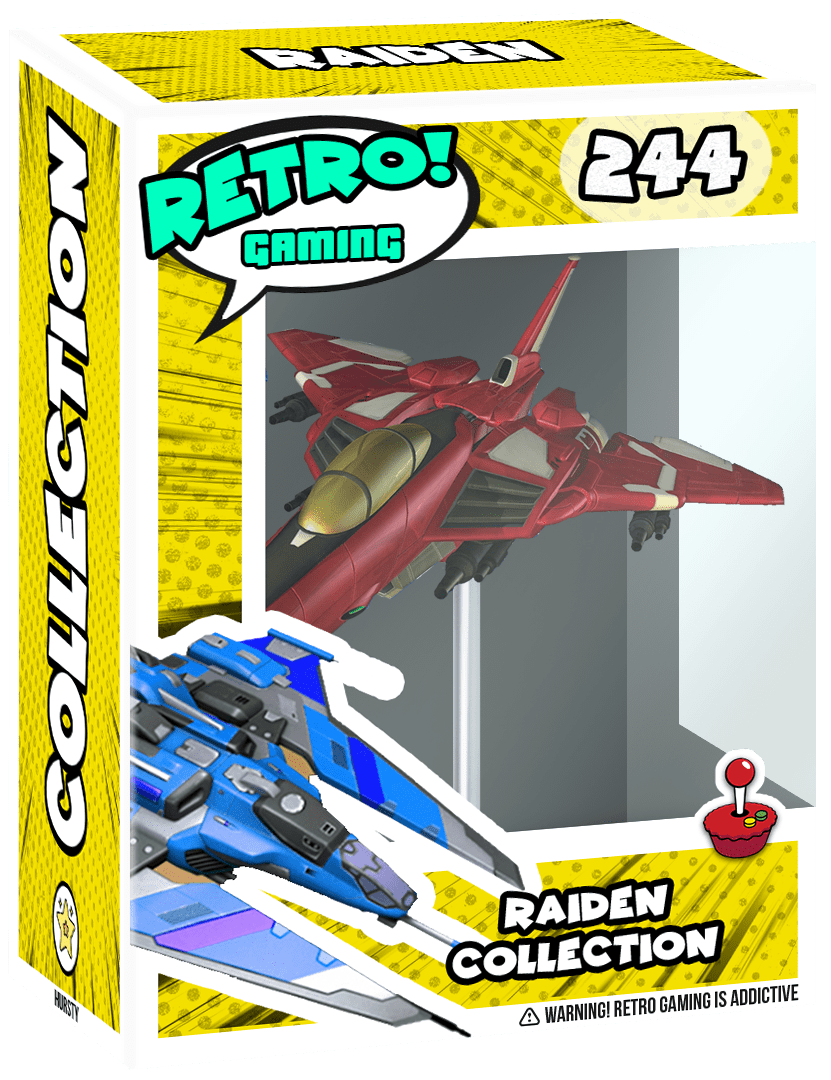 RAIDEN
RETRO!
GAMING
244
COLLECTION
HURSTY
RAIDEN
COLLECTION
WARNING! RETRO GAMING IS ADDICTIVE